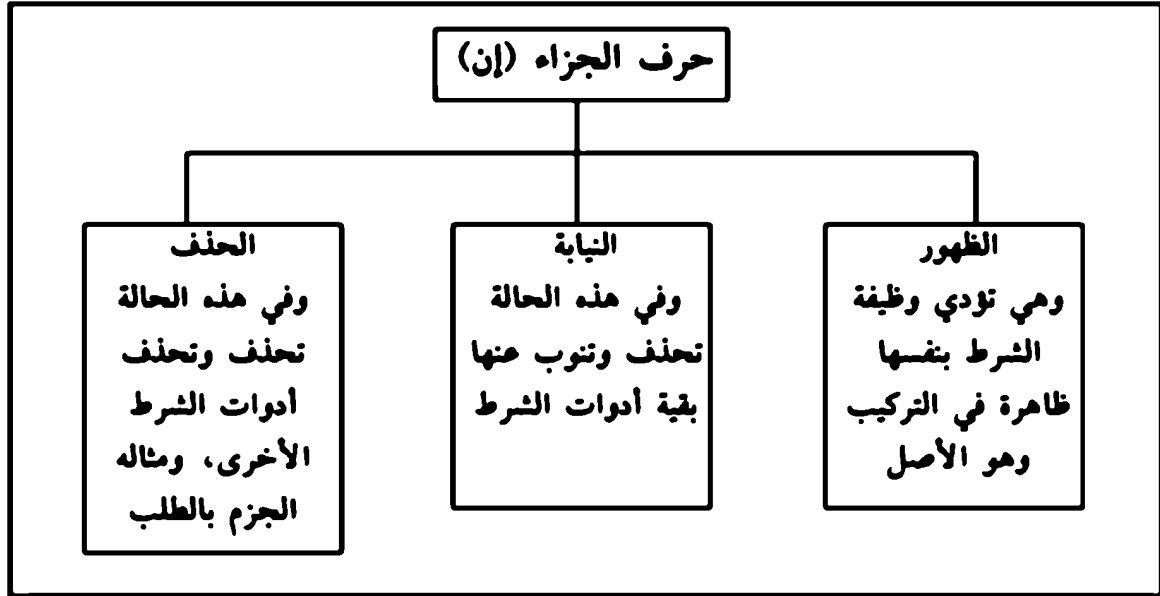 حرف الجزاء (إن)
الظهور
وهي تؤدي وظيفة
الشرط بنفسها
ظاهرة في التركيب
وهو الأصل
النيابة
وفي هذه الحالة
تحذف وتنوب عنها
بقية أدوات الشرط
الحذف
وفي هذه الحالة
تحذف وتحذف
أدوات الشرط
الأخرى، ومثاله
الجزم بالطلب